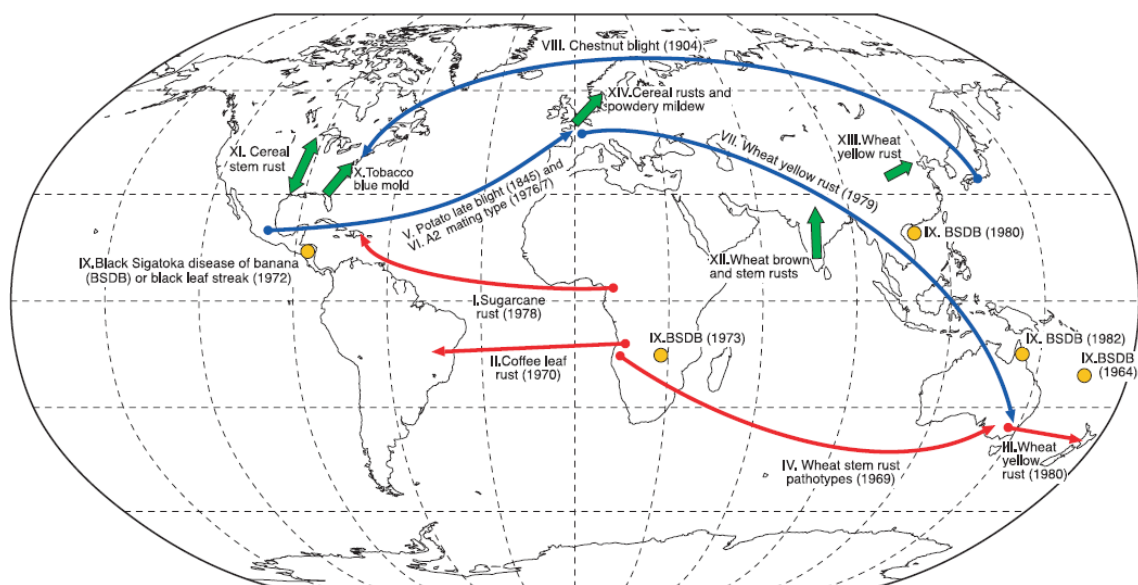 VIII. Chestnut blight (1904)
XIV.Cereal rusts and
powdery mildew
XI. Cereal
stem rust
X.Tobacco
blue mold
XIII.Wheat
yellow rust
VII. Wheat yellow rust (1979)
V. Potato late blight (1845) and
VI. A2 mating type (1976/7)
IX. BSDB (1980)
XII.Wheat brown
and stem rusts
IX.Black Sigatoka disease of banana
(BSDB) or black leaf streak (1972)
I.Sugarcane
rust (1978)
II.Coffee leaf
rust (1970)
IX. BSDB (1973)
IX. BSDB (1982)
IX.BSDB
(1964)
IV. Wheat stem rust
pathotypes (1969)
III.Wheat
yellow
rust
(1980)